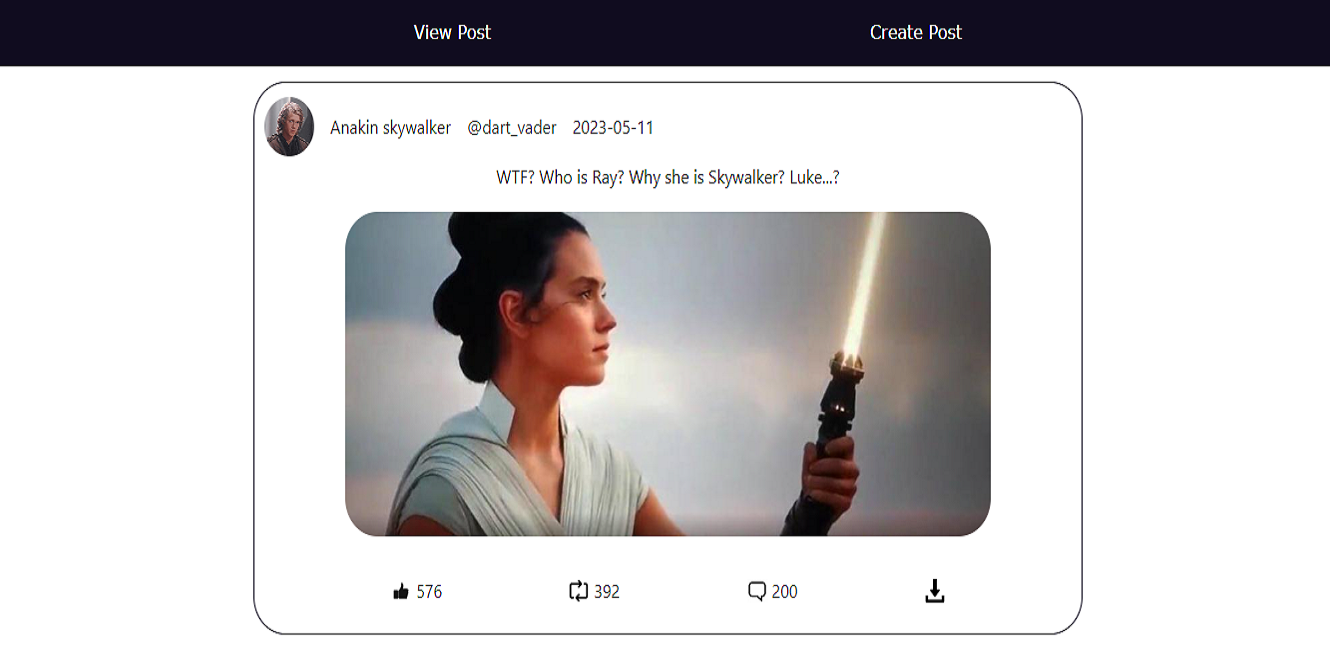 View Post Create Post
Anakin skywalker @dart_vader 2023-05-11
WTF? Who is Ray? Why she is Skywalker? Luke...?
576 392 200